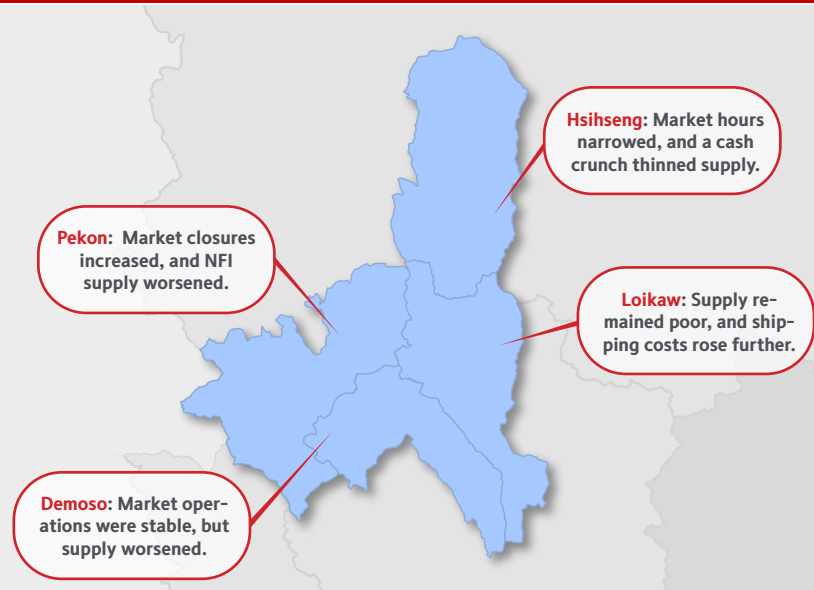 Hsihseng: Market hours
narrowed, and a cash
crunch thinned supply.
Pekon: Market closures
increased, and NFI
supply worsened.
Loikaw: Supply re-
mained poor, and ship-
ping costs rose further.
Demoso: Market oper-
ations were stable, but
supply worsened.